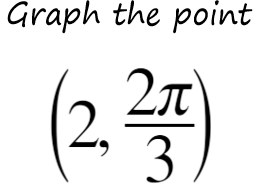 Graph the point
(2, 2π/3)